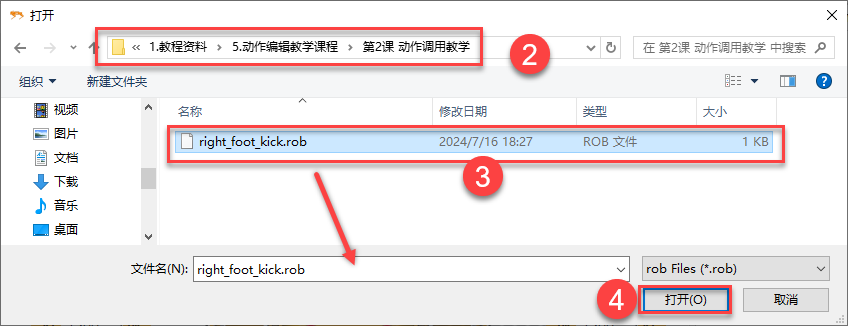 打开
« 1.教程资料 > 5.动作编辑教学课程 > 第2课 动作调用教学
2
在 第2课 动作调用教学 中搜索
组织 新建文件夹
?
视频
图片
文档
下载
音乐
桌面
名称 修改日期 类型 大小
right_foot_kick.rob 2024/7/16 18:27 ROB 文件 1 KB
3
文件名(N): right_foot_kick.rob rob Files (*.rob)
4 打开(O) 取消